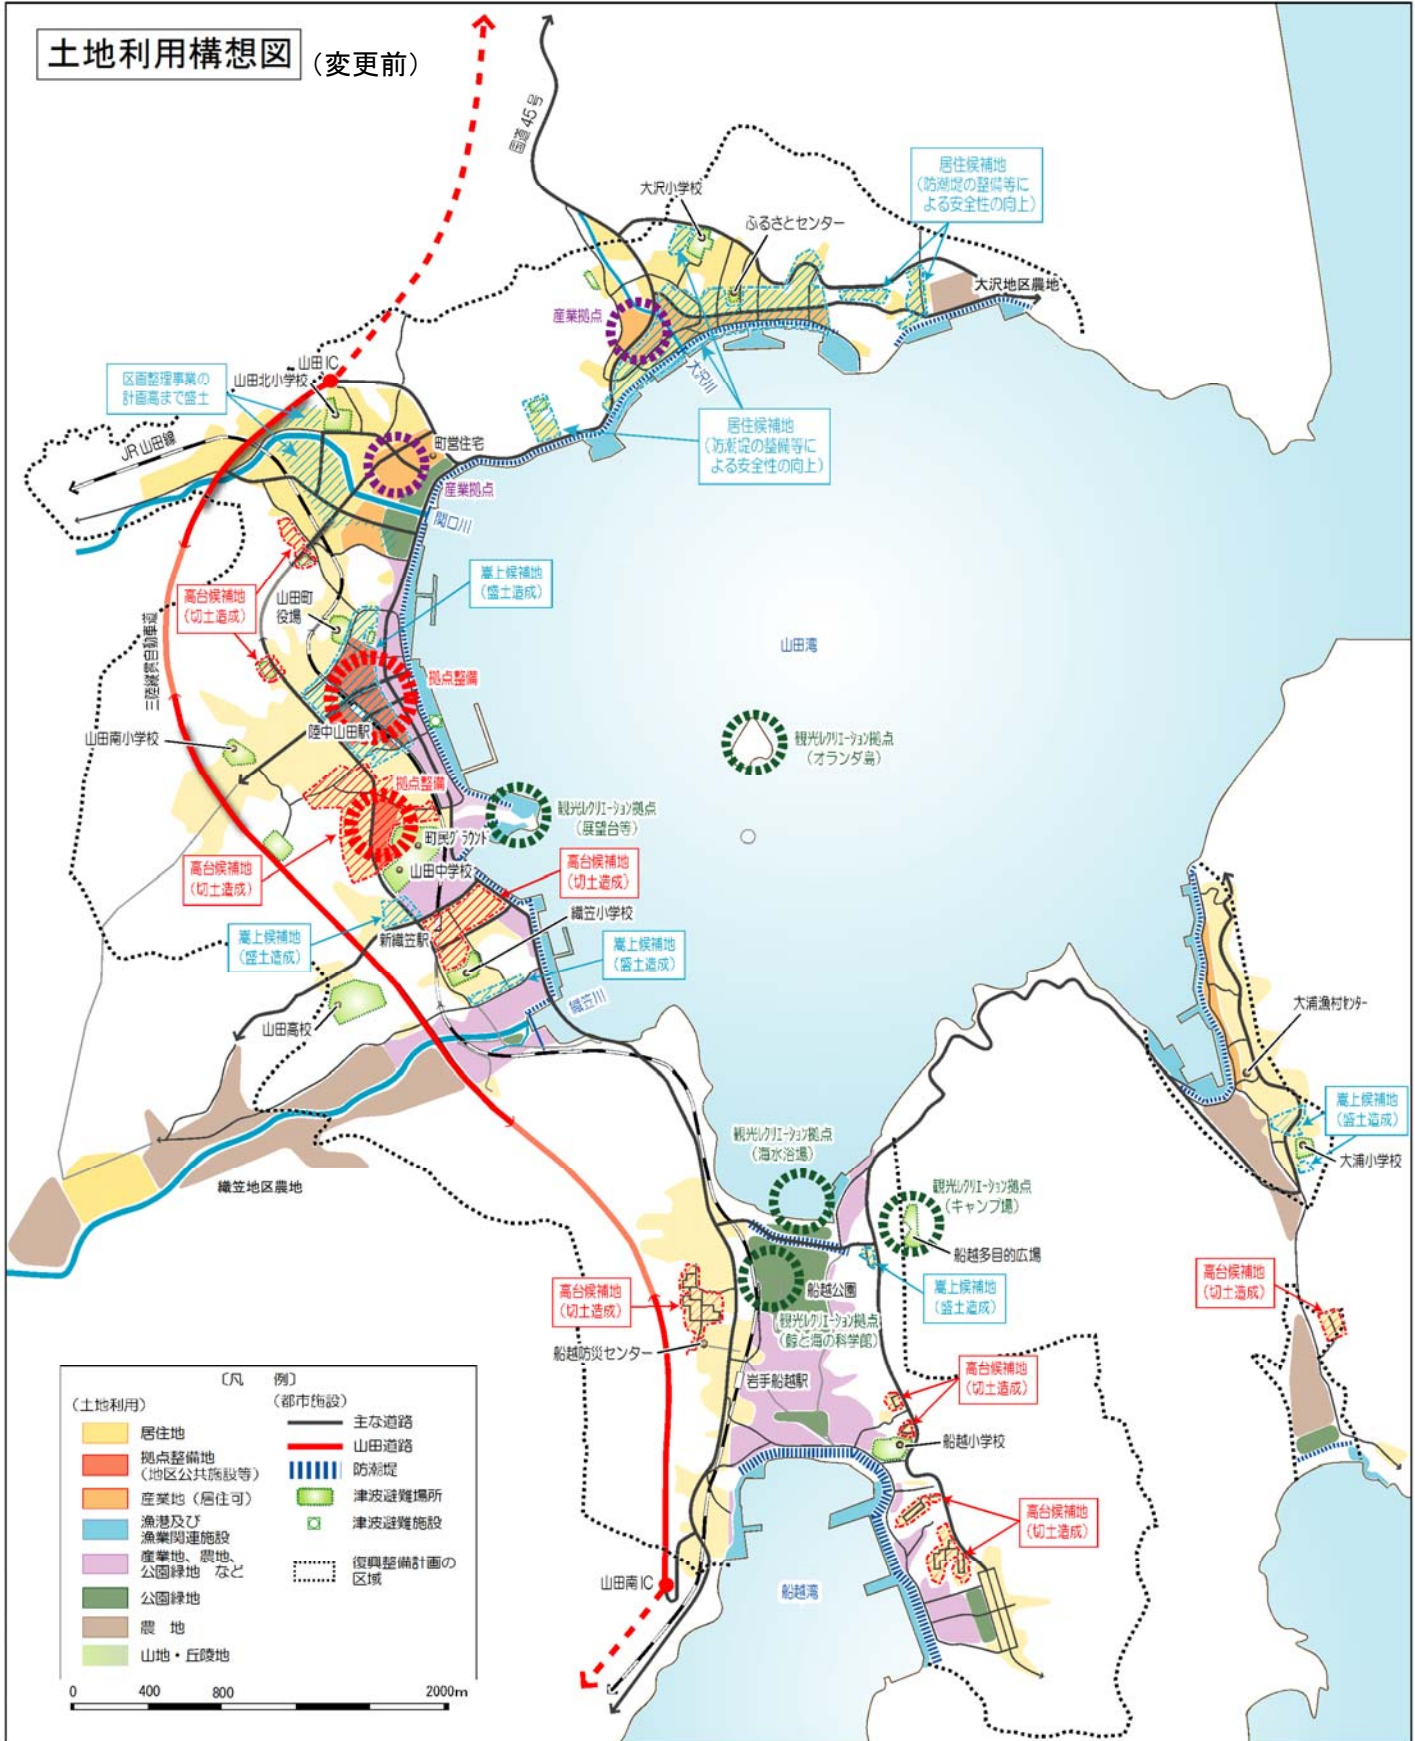 土地利用構想図
（変更前）
国道45号
大沢小学校
ふるさとセンター
居住候補地
（防潮堤の整備等に
よる安全性の向上）
大沢地区農地
産業拠点
大沢川
居住候補地
（防潮堤の整備等に
よる安全性の向上）
山田IC
山田北小学校
区画整理事業の
計画高まで盛土
JR山田線
町営住宅
産業拠点
関口川
嵩上候補地
（盛土造成）
高台候補地
（切土造成）
山田町
役場
三陸縦貫自動車道
山田湾
拠点整備
陸中山田駅
山田南小学校
観光レクリエーション拠点
（オランダ島）
拠点整備
観光レクリエーション拠点
（展望台等）
町民グラウンド
山田中学校
高台候補地
（切土造成）
高台候補地
（切土造成）
織笠小学校
新織笠駅
嵩上候補地
（盛土造成）
嵩上候補地
（盛土造成）
織笠川
山田高校
大浦漁村センター
嵩上候補地
（盛土造成）
大浦小学校
織笠地区農地
観光レクリエーション拠点
（海水浴場）
観光レクリエーション拠点
（キャンプ場）
船越多目的広場
嵩上候補地
（盛土造成）
高台候補地
（切土造成）
高台候補地
（切土造成）
船越公園
観光レクリエーション拠点
（鯨と海の科学館）
船越防災センター
岩手船越駅
高台候補地
（切土造成）
船越小学校
高台候補地
（切土造成）
山田南IC
船越湾
〔凡　例〕
（土地利用）
居住地
拠点整備地
（地区公共施設等）
産業地（居住可）
漁港及び
漁業関連施設
産業地、農地、
公園緑地　など
公園緑地
農　地
山地・丘陵地
（都市施設）
主な道路
山田道路
防潮堤
津波避難場所
津波避難施設
復興整備計画の
区域
0 400 800 2000m